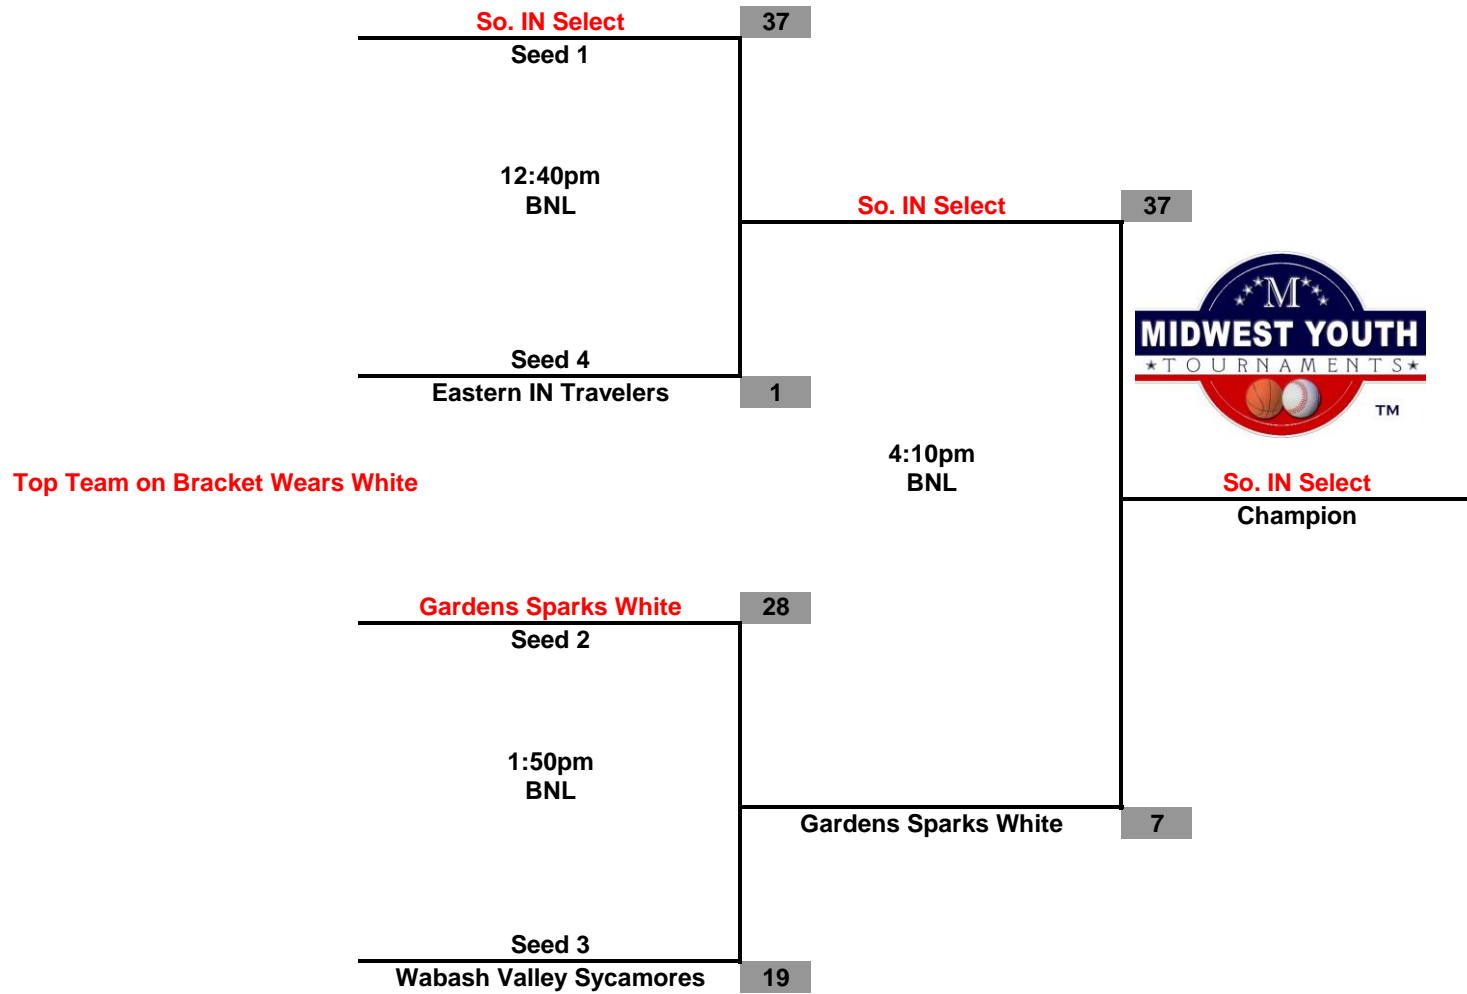 So. IN Select 37
Seed 1
12:40pm
BNL
So. IN Select 37
M
MIDWEST YOUTH
★TOURNAMENTS★
TM
Seed 4
Eastern IN Travelers 1
4:10pm
BNL
Top Team on Bracket Wears White
So. IN Select
Champion
Gardens Sparks White 28
Seed 2
1:50pm
BNL
Gardens Sparks White 7
Seed 3
Wabash Valley Sycamores 19